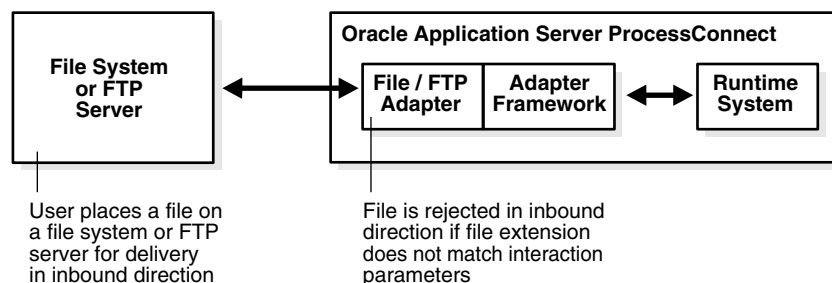 File System
or FTP
Server
Oracle Application Server ProcessConnect
File / FTP
Adapter
Adapter
Framework
Runtime
System
User places a file on
a file system or FTP
server for delivery
in inbound direction
File is rejected in inbound
direction if file extension
does not match interaction
parameters